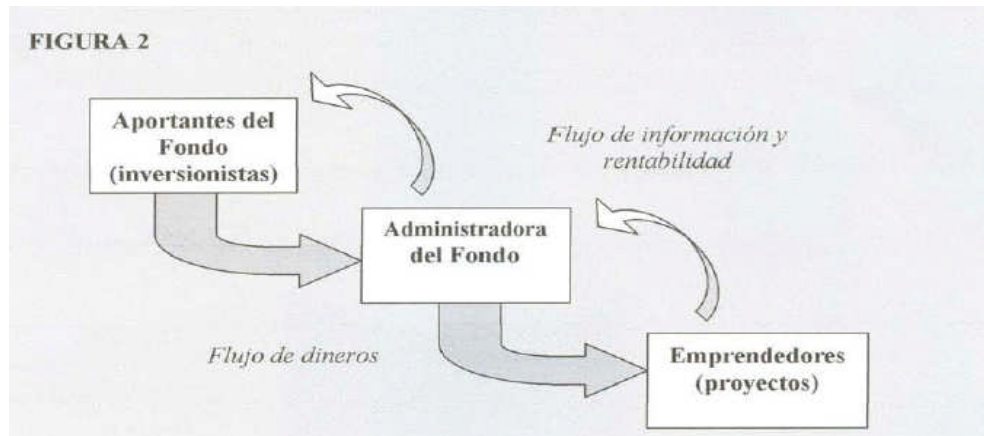 FIGURA 2
Aportantes del
Fondo
(inversionistas)
Flujo de información y
rentabilidad
Administradora
del Fondo
Flujo de dineros
Emprendedores
(proyectos)